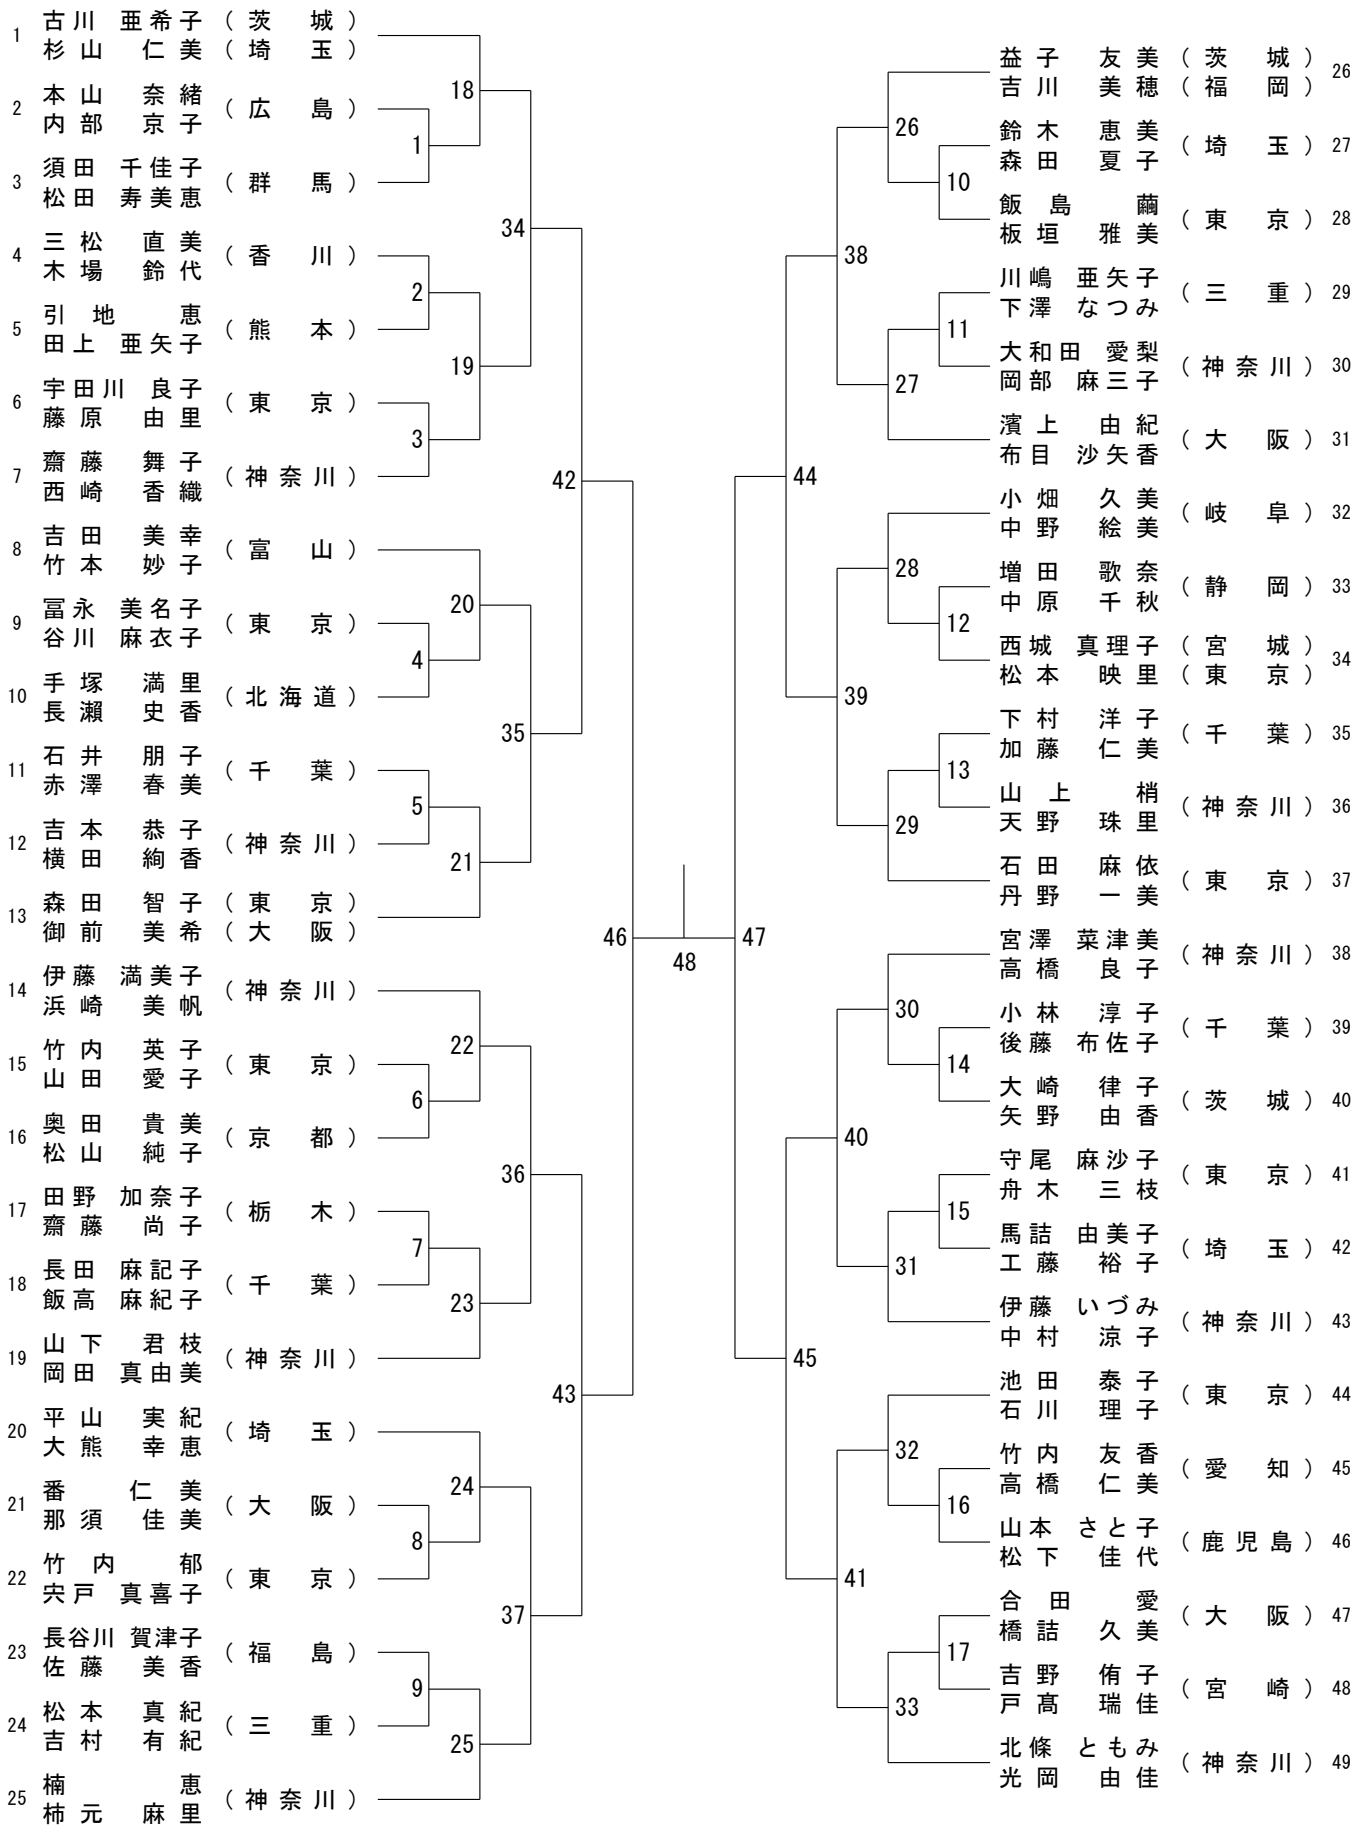 1 古川 亜希子 (茨城)
杉山 仁美 (埼玉)
2 本山 奈緒 (広島)
内部 京子
3 須田 千佳子 (群馬)
松田 寿美恵
4 三松 直美 (香川)
木場 鈴代
5 引地 恵 (熊本)
田上 亜矢子
6 宇田川 良子 (東京)
藤原 由里
7 齋藤 舞子 (神奈川)
西崎 香織
8 吉田 美幸 (富山)
竹本 妙子
9 冨永 美名子 (東京)
谷川 麻衣子
10 手塚 満里 (北海道)
長瀨 史香
11 石井 朋子 (千葉)
赤澤 春美
12 吉本 恭子 (神奈川)
横田 絢香
13 森田 智子 (東京)
御前 美希 (大阪)
14 伊藤 満美子 (神奈川)
浜崎 美帆
15 竹内 英子 (東京)
山田 愛子
16 奥田 貴美 (京都)
松山 純子
17 田野 加奈子 (栃木)
齋藤 尚子
18 長田 麻記子 (千葉)
飯高 麻紀子
19 山下 君枝 (神奈川)
岡田 真由美
20 平山 実紀 (埼玉)
大熊 幸恵
21 番 仁美 (大阪)
那須 佳美
22 竹内 郁 (東京)
宍戸 真喜子
23 長谷川 賀津子 (福島)
佐藤 美香
24 松本 真紀 (三重)
吉村 有紀
25 楠 恵 (神奈川)
柿元 麻里
18
1
34
2
19
3
42
20
4
35
5
21
46
22
6
36
7
23
43
24
8
37
9
25
48
47
26
10
38
11
27
44
28
12
39
13
29
30
14
40
15
31
45
32
16
41
17
33
益子 友美 (茨城) 26
吉川 美穂 (福岡)
鈴木 恵美 (埼玉) 27
森田 夏子
飯島 繭 (東京) 28
板垣 雅美
川嶋 亜矢子 (三重) 29
下澤 なつみ
大和田 愛梨 (神奈川) 30
岡部 麻三子
濱上 由紀 (大阪) 31
布目 沙矢香
小畑 久美 (岐阜) 32
中野 絵美
増田 歌奈 (静岡) 33
中原 千秋
西城 真理子 (宮城) 34
松本 映里 (東京)
下村 洋子 (千葉) 35
加藤 仁美
山上 梢 (神奈川) 36
天野 珠里
石田 麻依 (東京) 37
丹野 一美
宮澤 菜津美 (神奈川) 38
高橋 良子
小林 淳子 (千葉) 39
後藤 布佐子
大崎 律子 (茨城) 40
矢野 由香
守尾 麻沙子 (東京) 41
舟木 三枝
馬詰 由美子 (埼玉) 42
工藤 裕子
伊藤 いづみ (神奈川) 43
中村 涼子
池田 泰子 (東京) 44
石川 理子
竹内 友香 (愛知) 45
高橋 仁美
山本 さと子 (鹿児島) 46
松下 佳代
合田 愛 (大阪) 47
橋詰 久美
吉野 侑子 (宮崎) 48
戸髙 瑞佳
北條 ともみ (神奈川) 49
光岡 由佳